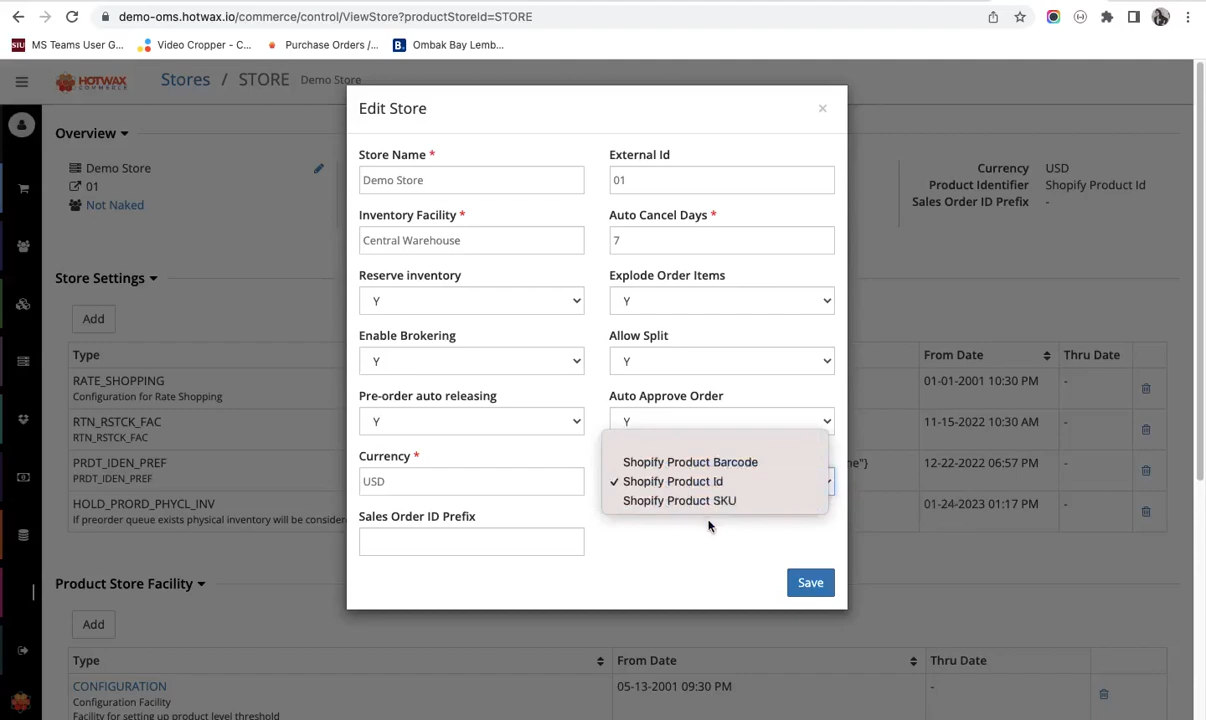 demo-oms.hotwax.io/commerce/control/ViewStore?productStoreId=STORE
SIU MS Teams User G... Video Cropper - C... Purchase Orders /... B. Ombak Bay Lemb...
HOTWAX COMMERCE Stores / STORE Demo Store
Overview
Demo Store
01
Not Naked
Currency USD
Product Identifier Shopify Product Id
Sales Order ID Prefix -
Edit Store ×
Store Name * External Id
Demo Store 01
Inventory Facility * Auto Cancel Days *
Central Warehouse 7
Reserve inventory Explode Order Items
Y Y
Enable Brokering Allow Split
Y Y
Pre-order auto releasing Auto Approve Order
Y Y
Currency *
USD
Shopify Product Barcode
✓ Shopify Product Id
Shopify Product SKU
Sales Order ID Prefix
Save
Store Settings
Add
Type From Date Thru Date
RATE_SHOPPING 01-01-2001 10:30 PM -
Configuration for Rate Shopping
RTN_RSTCK_FAC 11-15-2022 10:30 AM -
RTN_RSTCK_FAC
PRDT_IDEN_PREF me"} 12-22-2022 06:57 PM -
PRDT_IDEN_PREF
HOLD_PRORD_PHYCL_INV 01-24-2023 01:17 PM -
If preorder queue exists physical inventory will be conside
Product Store Facility
Add
Type From Date Thru Date
CONFIGURATION 05-13-2001 09:30 PM -
Configuration Facility
Facility for setting up product level threshold